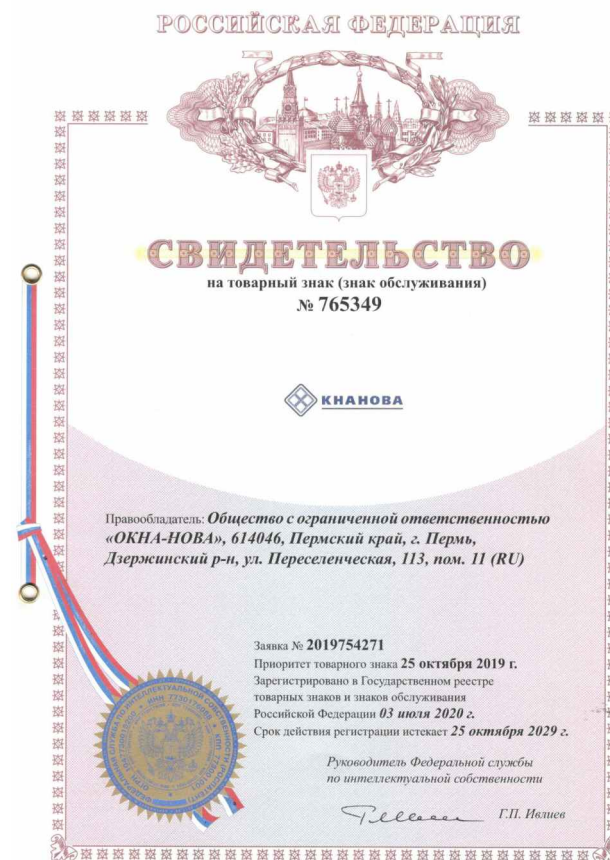 РОССИЙСКАЯ ФЕДЕРАЦИЯ
СВИДЕТЕЛЬСТВО
на товарный знак (знак обслуживания)
№ 765349
КНАНОВА
Правообладатель: Общество с ограниченной ответственностью
«ОКНА-НОВА», 614046, Пермский край, г. Пермь,
Дзержинский р-н, ул. Переселенческая, 113, пом. 11 (RU)
Заявка № 2019754271
Приоритет товарного знака 25 октября 2019 г.
Зарегистрировано в Государственном реестре
товарных знаков и знаков обслуживания
Российской Федерации 03 июля 2020 г.
Срок действия регистрации истекает 25 октября 2029 г.
Руководитель Федеральной службы
по интеллектуальной собственности
Г.П. Ивлиев